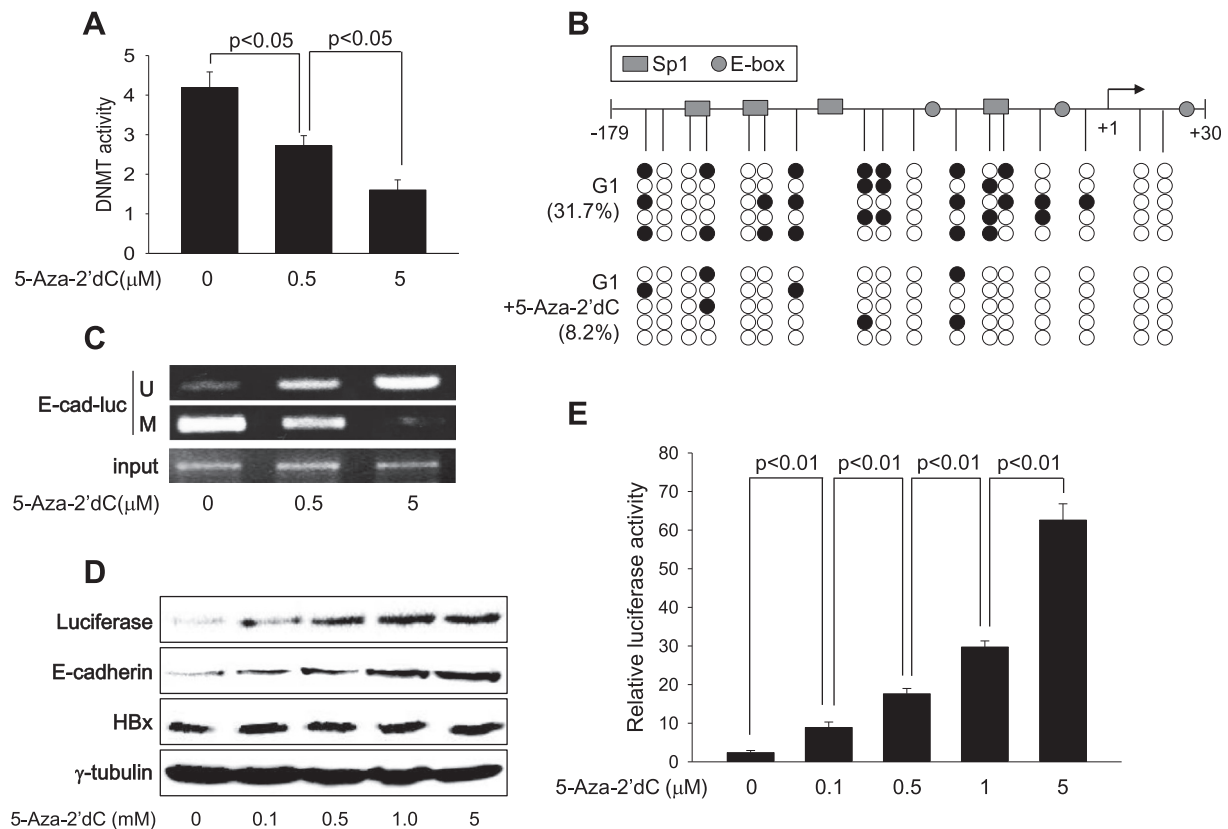 A
p<0.05 p<0.05
5
4
3
2
1
0
DNMT activity
5-Aza-2'dC(μM) 0 0.5 5
B
Sp1 E-box
-179 +1 +30
G1
(31.7%)
G1
+5-Aza-2'dC
(8.2%)
C
E-cad-luc U
M
input
5-Aza-2'dC(μM) 0 0.5 5
D
Luciferase
E-cadherin
HBx
γ-tubulin
5-Aza-2'dC (mM) 0 0.1 0.5 1.0 5
E
p<0.01 p<0.01 p<0.01 p<0.01
80
70
60
50
40
30
20
10
0
Relative luciferase activity
5-Aza-2'dC (μM) 0 0.1 0.5 1 5